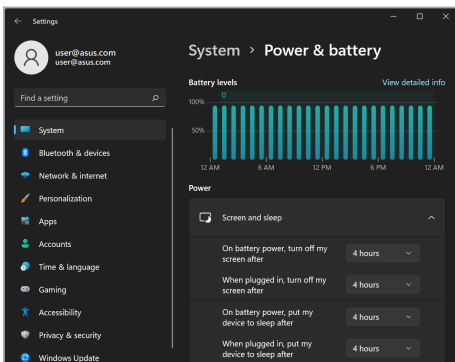 Settings
user@asus.com
user@asus.com
Find a setting
System
Bluetooth & devices
Network & internet
Personalization
Apps
Accounts
Time & language
Gaming
Accessibility
Privacy & security
Windows Update
System > Power & battery
Battery levels
View detailed info
100%
50%
12 AM
6 AM
12 PM
6 PM
12 AM
Power
Screen and sleep
On battery power, turn off my
screen after
4 hours
When plugged in, turn off my
screen after
4 hours
On battery power, put my
device to sleep after
4 hours
When plugged in, put my
device to sleep after
4 hours